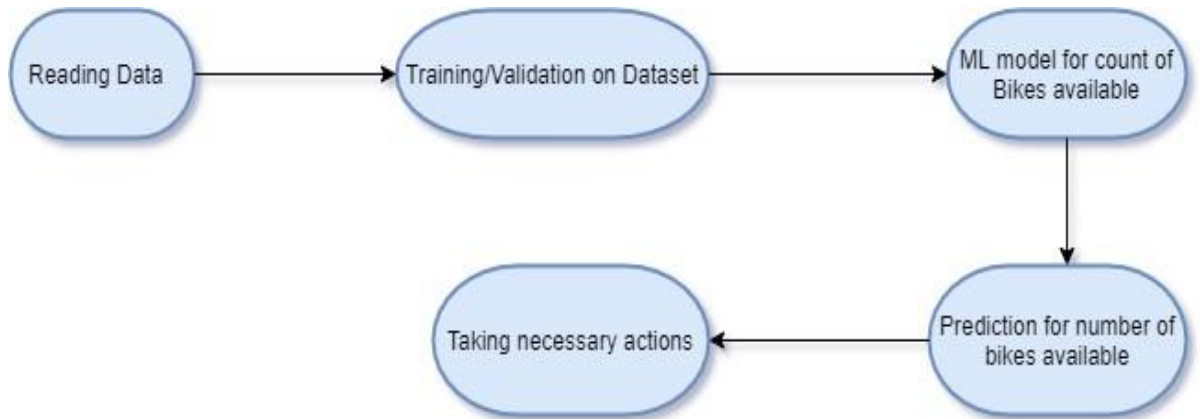 Reading Data
Training/Validation on Dataset
ML model for count of
Bikes available
Prediction for number of
bikes available
Taking necessary actions